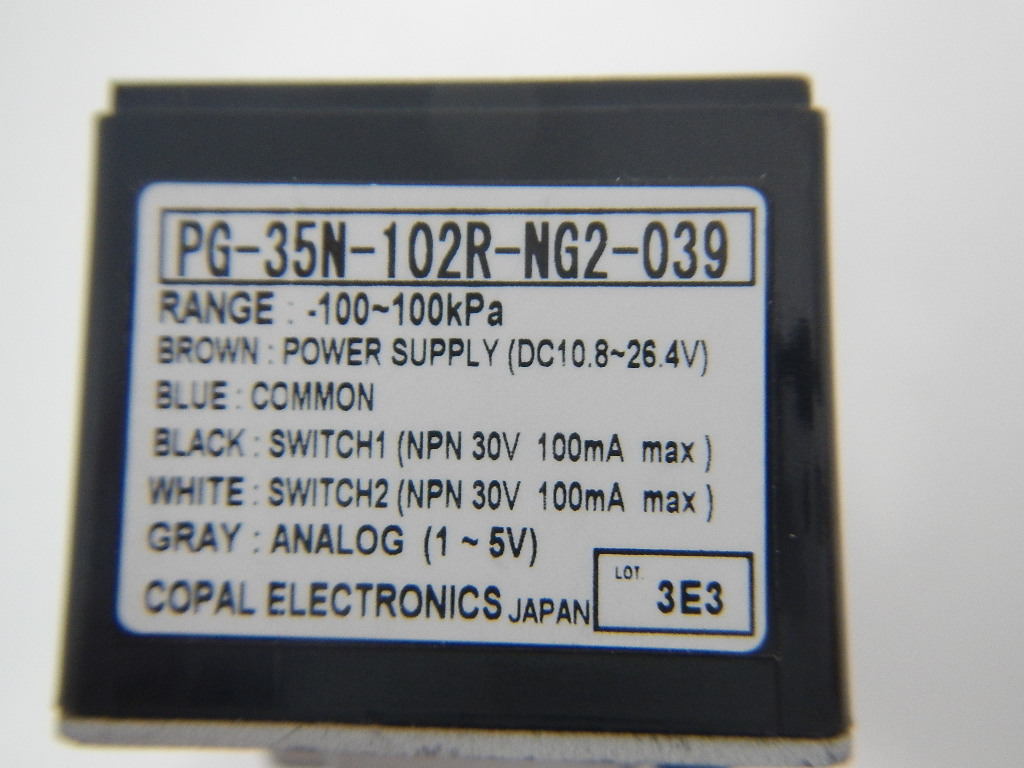 PG-35N-102R-NG2-039
RANGE : -100~100kPa
BROWN : POWER SUPPLY (DC10.8~26.4V)
BLUE : COMMON
BLACK : SWITCH1 (NPN 30V 100mA max )
WHITE : SWITCH2 (NPN 30V 100mA max )
GRAY : ANALOG (1 ~ 5V)
COPAL ELECTRONICS JAPAN
LOT. 3E3